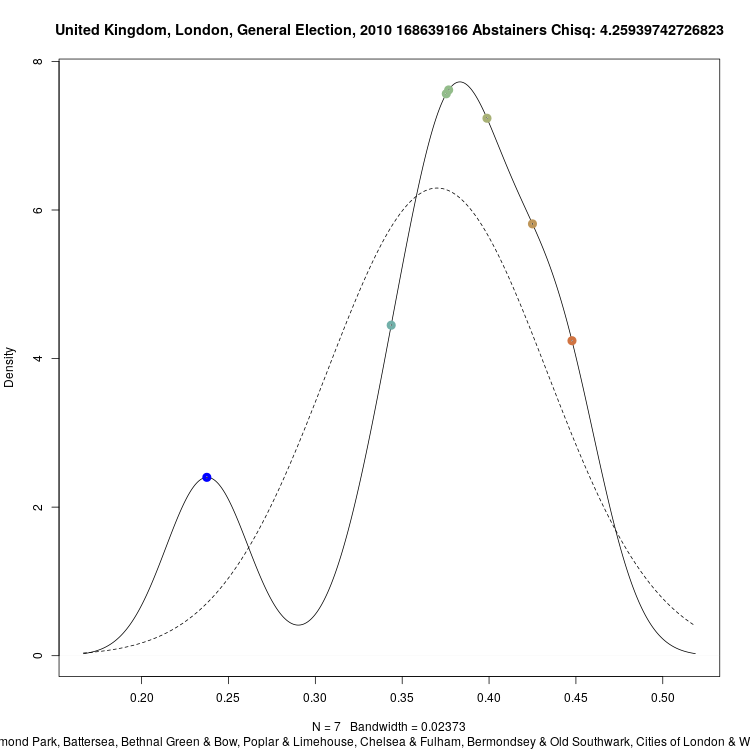 United Kingdom, London, General Election, 2010 168639166 Abstainers Chisq: 4.25939742726823
Density
8
6
4
2
0
0.20 0.25 0.30 0.35 0.40 0.45 0.50
N = 7 Bandwidth = 0.02373
mond Park, Battersea, Bethnal Green & Bow, Poplar & Limehouse, Chelsea & Fulham, Bermondsey & Old Southwark, Cities of London & W